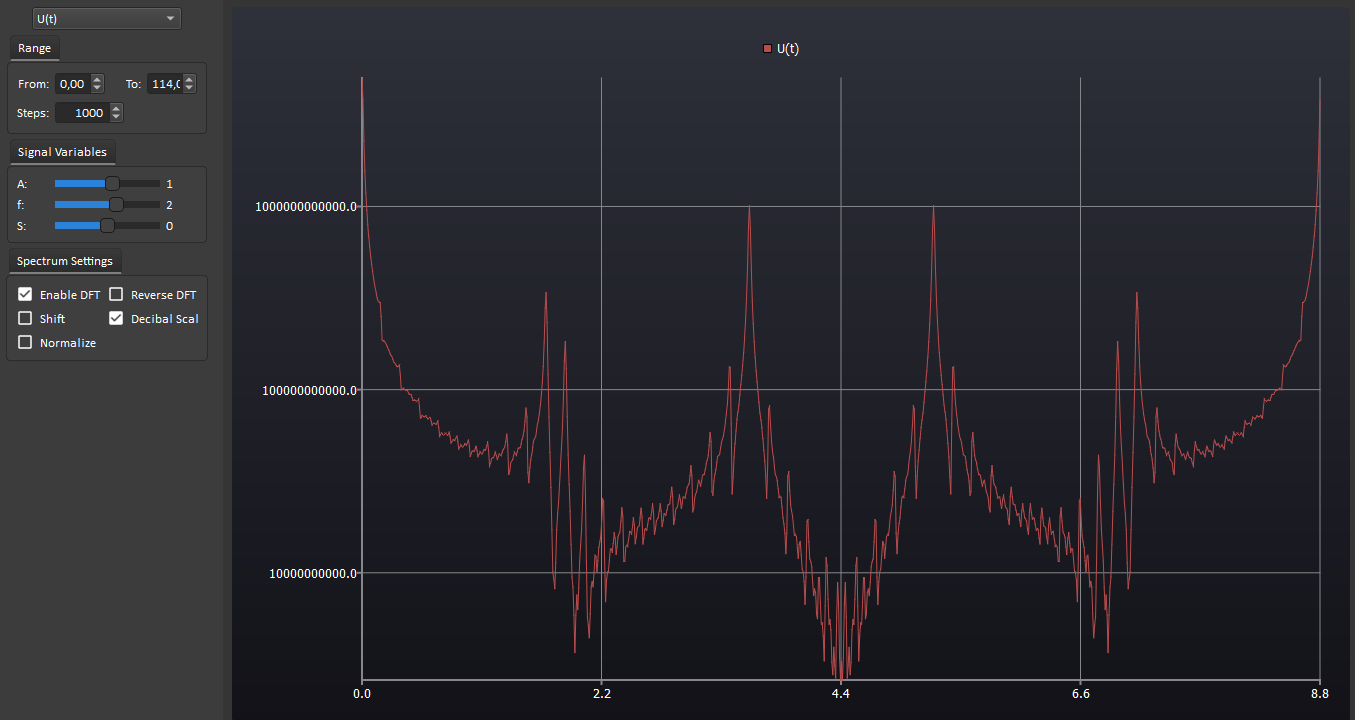 U(t)
Range
From: 0,00 To: 114,0
Steps: 1000
Signal Variables
A: 1
f: 2
S: 0
Spectrum Settings
Enable DFT Reverse DFT
Shift Decibal Scal
Normalize
U(t)
1000000000000.0
100000000000.0
10000000000.0
0.0 2.2 4.4 6.6 8.8